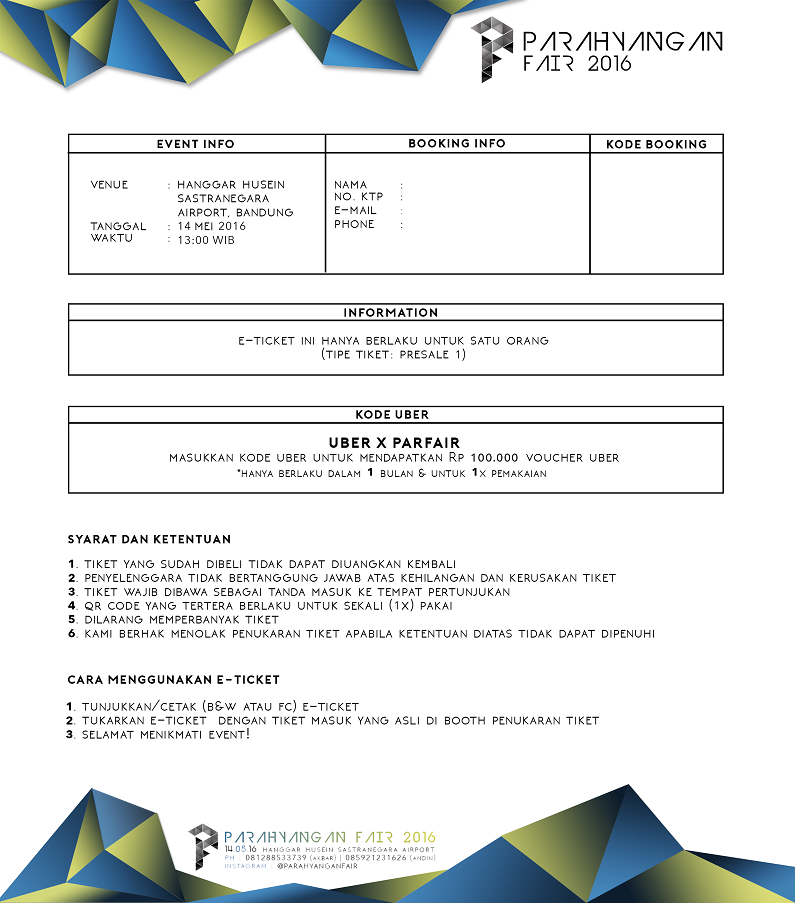 PARAHYANGAN
FAIR 2016
EVENT INFO
VENUE : HANGGAR HUSEIN
SASTRANEGARA
AIRPORT, BANDUNG
TANGGAL : 14 MEI 2016
WAKTU : 13:00 WIB
BOOKING INFO
NAMA :
NO. KTP :
E-MAIL :
PHONE :
KODE BOOKING
INFORMATION
E-TICKET INI HANYA BERLAKU UNTUK SATU ORANG
(TIPE TIKET: PRESALE 1)
KODE UBER
UBER X PARFAIR
MASUKKAN KODE UBER UNTUK MENDAPATKAN Rp 100.000 VOUCHER UBER
*HANYA BERLAKU DALAM 1 BULAN & UNTUK 1X PEMAKAIAN
SYARAT DAN KETENTUAN
1. TIKET YANG SUDAH DIBELI TIDAK DAPAT DIUANGKAN KEMBALI
2. PENYELENGGARA TIDAK BERTANGGUNG JAWAB ATAS KEHILANGAN DAN KERUSAKAN TIKET
3. TIKET WAJIB DIBAWA SEBAGAI TANDA MASUK KE TEMPAT PERTUNJUKAN
4. QR CODE YANG TERTERA BERLAKU UNTUK SEKALI (1X) PAKAI
5. DILARANG MEMPERBANYAK TIKET
6. KAMI BERHAK MENOLAK PENUKARAN TIKET APABILA KETENTUAN DIATAS TIDAK DAPAT DIPENUHI
CARA MENGGUNAKAN E-TICKET
1. TUNJUKKAN/CETAK (B&W ATAU FC) E-TICKET
2. TUKARKAN E-TICKET DENGAN TIKET MASUK YANG ASLI DI BOOTH PENUKARAN TIKET
3. SELAMAT MENIKMATI EVENT!
PARAHYANGAN FAIR 2016
14.05.16 HANGGAR HUSEIN SASTRANEGARA AIRPORT
PH : 081288533739 (AKBAR) | 085921231626 (ANDIN)
INSTAGRAM : @PARAHYANGANFAIR